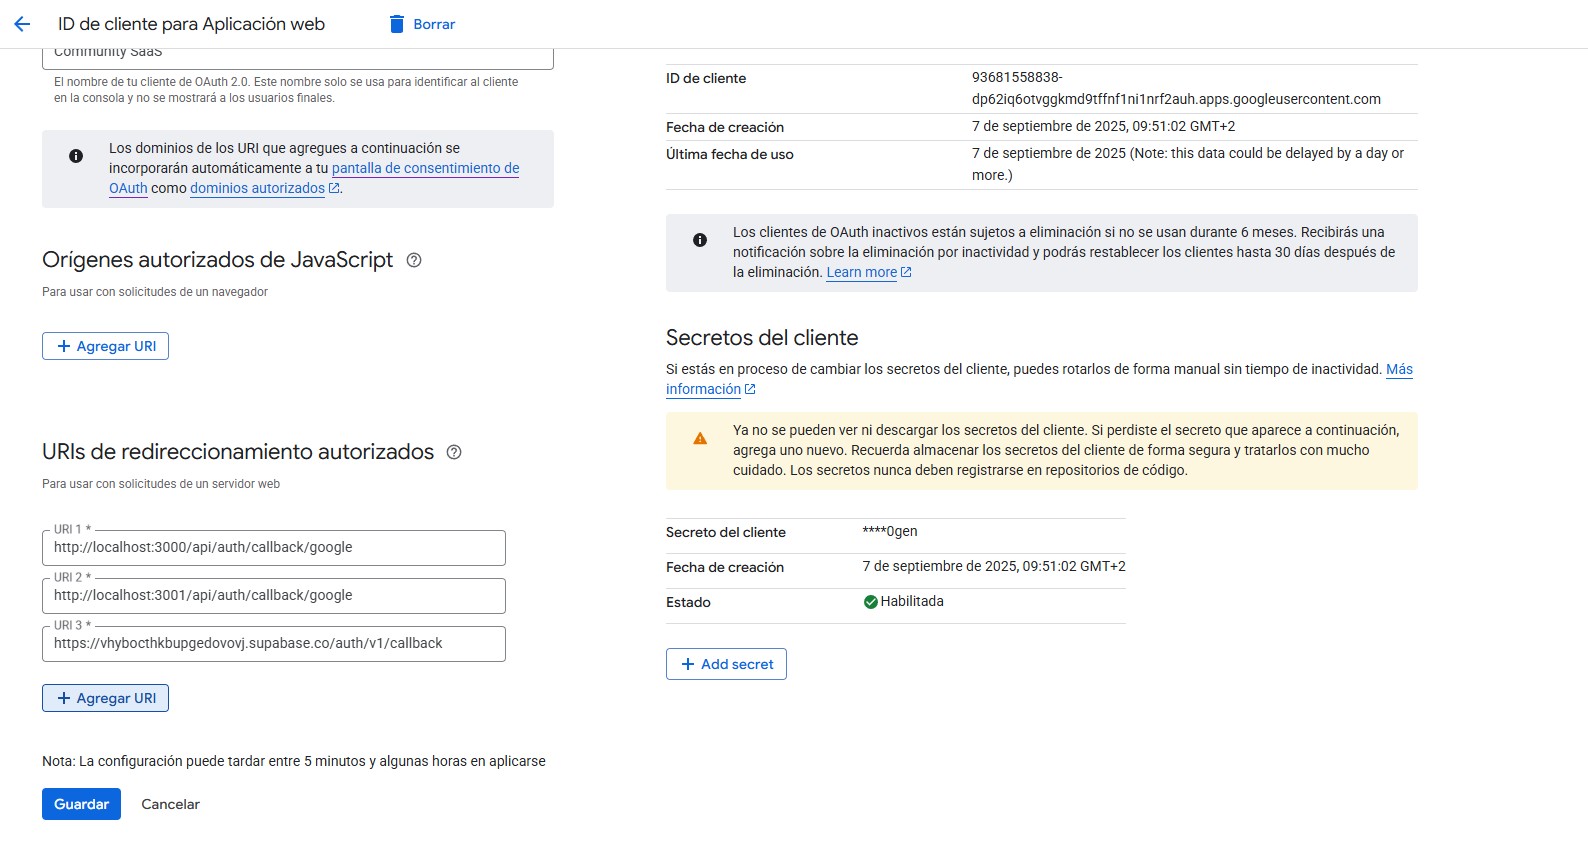 ID de cliente para Aplicación web
Borrar
Community SaaS
El nombre de tu cliente de OAuth 2.0. Este nombre solo se usa para identificar al cliente
en la consola y no se mostrará a los usuarios finales.
Los dominios de los URI que agregues a continuación se
incorporarán automáticamente a tu pantalla de consentimiento de
OAuth como dominios autorizados.
Orígenes autorizados de JavaScript
Para usar con solicitudes de un navegador
Agregar URI
URIs de redireccionamiento autorizados
Para usar con solicitudes de un servidor web
URI 1 *
http://localhost:3000/api/auth/callback/google
URI 2 *
http://localhost:3001/api/auth/callback/google
URI 3 *
https://vhybocthkbupgedovovj.supabase.co/auth/v1/callback
Agregar URI
Nota: La configuración puede tardar entre 5 minutos y algunas horas en aplicarse
Guardar
Cancelar
ID de cliente
93681558838-
dp62iq6otvggkmd9tffnf1ni1nrf2auh.apps.googleusercontent.com
Fecha de creación
7 de septiembre de 2025, 09:51:02 GMT+2
Última fecha de uso
7 de septiembre de 2025 (Note: this data could be delayed by a day or
more.)
Los clientes de OAuth inactivos están sujetos a eliminación si no se usan durante 6 meses. Recibirás una
notificación sobre la eliminación por inactividad y podrás restablecer los clientes hasta 30 días después de
la eliminación. Learn more
Secretos del cliente
Si estás en proceso de cambiar los secretos del cliente, puedes rotarlos de forma manual sin tiempo de inactividad. Más
información
Ya no se pueden ver ni descargar los secretos del cliente. Si perdiste el secreto que aparece a continuación,
agrega uno nuevo. Recuerda almacenar los secretos del cliente de forma segura y tratarlos con mucho
cuidado. Los secretos nunca deben registrarse en repositorios de código.
Secreto del cliente
****0gen
Fecha de creación
7 de septiembre de 2025, 09:51:02 GMT+2
Estado
Habilitada
Add secret